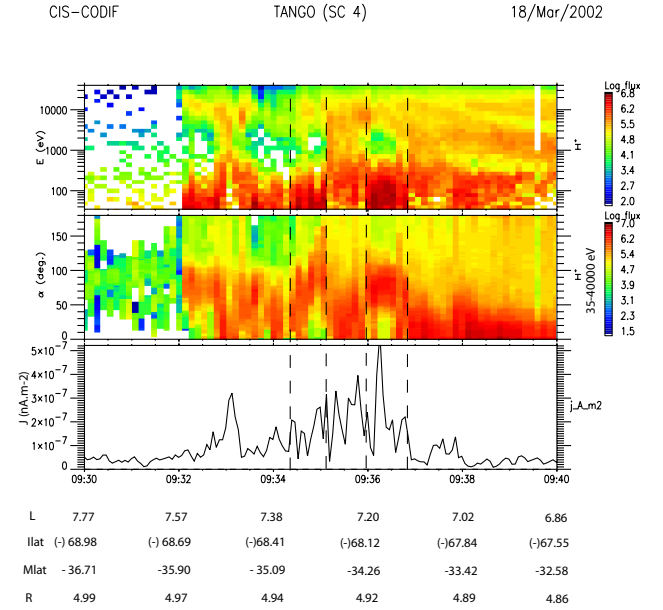 CIS-CODIF TANGO (SC 4) 18/Mar/2002
Log flux
6.8
6.2
5.5
4.8
4.1
3.4
2.7
2.0
E (eV)
10000
1000
100
H+
Log flux
7.0
6.2
5.4
4.7
3.9
3.1
2.3
1.5
α (deg.)
150
100
50
0
H+
35-40000 eV
J (nA.m-2)
5×10-7
4×10-7
3×10-7
2×10-7
1×10-7
0
j_A_m2
09:30 09:32 09:34 09:36 09:38 09:40
L 7.77 7.57 7.38 7.20 7.02 6.86
Ilat (-) 68.98 (-) 68.69 (-)68.41 (-)68.12 (-)67.84 (-)67.55
Mlat - 36.71 -35.90 - 35.09 -34.26 -33.42 -32.58
R 4.99 4.97 4.94 4.92 4.89 4.86